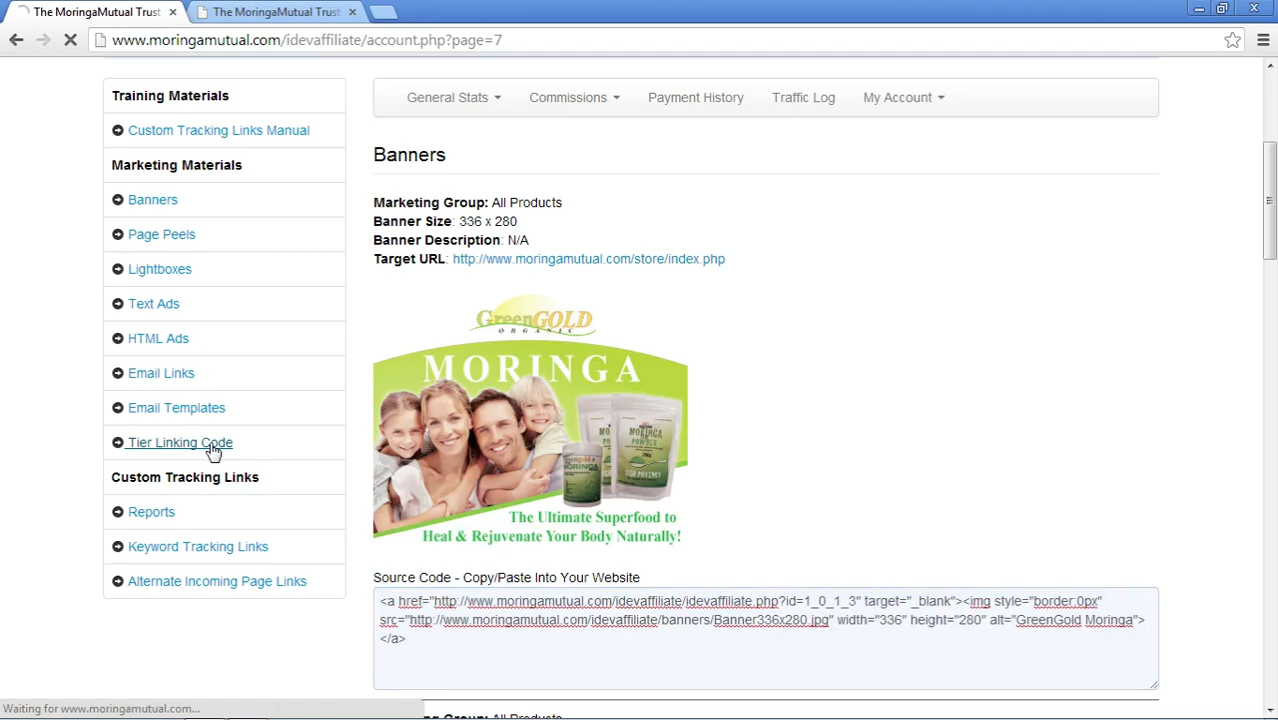 The MoringaMutual Trust
The MoringaMutual Trust
www.moringamutual.com/idevaffiliate/account.php?page=7
Training Materials
Custom Tracking Links Manual
Marketing Materials
Banners
Page Peels
Lightboxes
Text Ads
HTML Ads
Email Links
Email Templates
Tier Linking Code
Custom Tracking Links
Reports
Keyword Tracking Links
Alternate Incoming Page Links
General Stats
Commissions
Payment History
Traffic Log
My Account
Banners
Marketing Group: All Products
Banner Size: 336 x 280
Banner Description: N/A
Target URL: http://www.moringamutual.com/store/index.php
GreenGOLD
ORGANIC
MORINGA
The Ultimate Superfood to
Heal & Rejuvenate Your Body Naturally!
Source Code - Copy/Paste Into Your Website
<a href="http://www.moringamutual.com/idevaffiliate/idevaffiliate.php?id=1_0_1_3" target="_blank"><img style="border:0px"
src="http://www.moringamutual.com/idevaffiliate/banners/Banner336x280.jpg" width="336" height="280" alt="GreenGold Moringa">
</a>
Waiting for www.moringamutual.com...